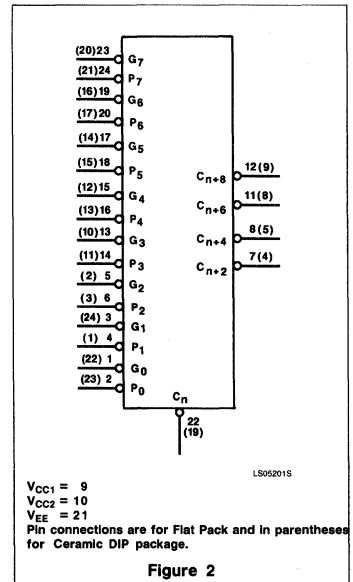 (20)23 G7
(21)24 P7
(16)19 G6
(17)20 P6
(14)17 G5
(15)18 P5
(12)15 G4
(13)16 P4
(10)13 G3
(11)14 P3
(2) 5 G2
(3) 6 P2
(24) 3 G1
(1) 4 P1
(22) 1 G0
(23) 2 P0
Cn+8 12(9)
Cn+6 11(8)
Cn+4 8(5)
Cn+2 7(4)
Cn
22
(19)
LS05201S
VCC1 = 9
VCC2 = 10
VEE = 21
Pin connections are for Flat Pack and in parentheses
for Ceramic DIP package.
Figure 2